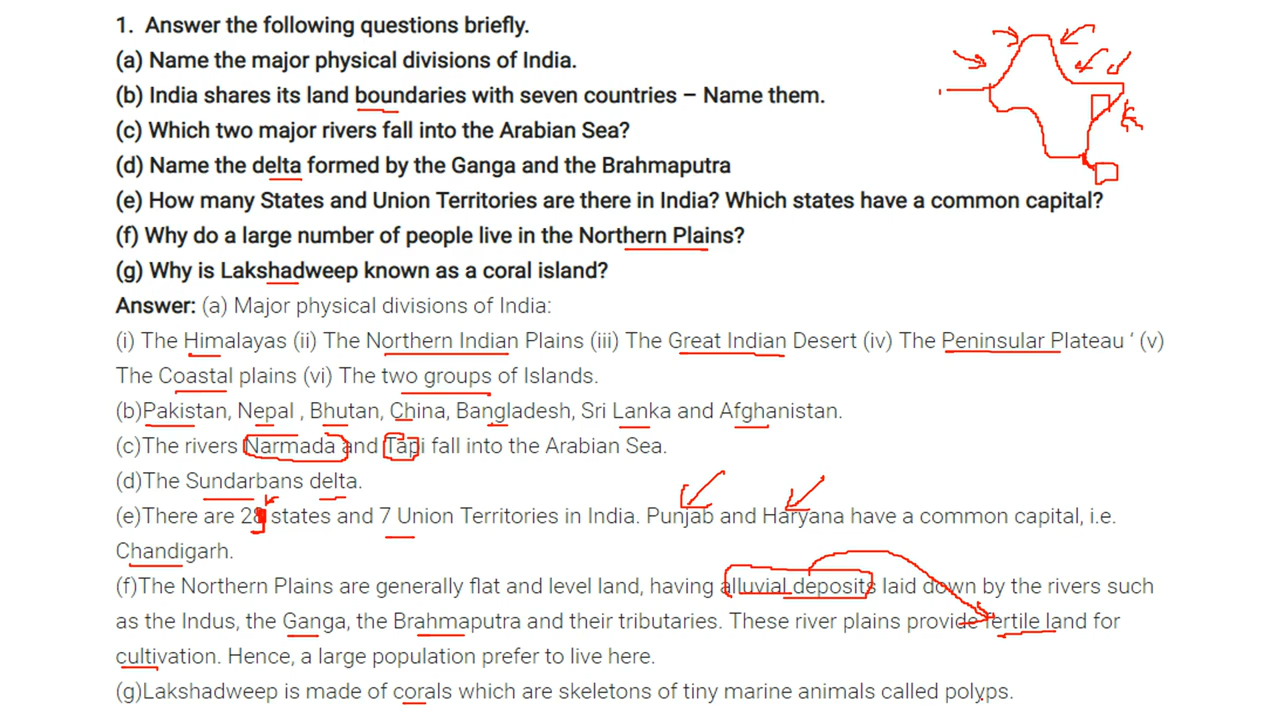 1. Answer the following questions briefly.
(a) Name the major physical divisions of India.
(b) India shares its land boundaries with seven countries – Name them.
(c) Which two major rivers fall into the Arabian Sea?
(d) Name the delta formed by the Ganga and the Brahmaputra
(e) How many States and Union Territories are there in India? Which states have a common capital?
(f) Why do a large number of people live in the Northern Plains?
(g) Why is Lakshadweep known as a coral island?
Answer: (a) Major physical divisions of India:
(i) The Himalayas (ii) The Northern Indian Plains (iii) The Great Indian Desert (iv) The Peninsular Plateau ‘ (v)
The Coastal plains (vi) The two groups of Islands.
(b)Pakistan, Nepal , Bhutan, China, Bangladesh, Sri Lanka and Afghanistan.
(c)The rivers Narmada and Tapi fall into the Arabian Sea.
(d)The Sundarbans delta.
(e)There are states and 7 Union Territories in India. Punjab and Haryana have a common capital, i.e.
Chandigarh.
(f)The Northern Plains are generally flat and level land, having alluvial deposits laid down by the rivers such
as the Indus, the Ganga, the Brahmaputra and their tributaries. These river plains provide fertile land for
cultivation. Hence, a large population prefer to live here.
(g)Lakshadweep is made of corals which are skeletons of tiny marine animals called polyps.